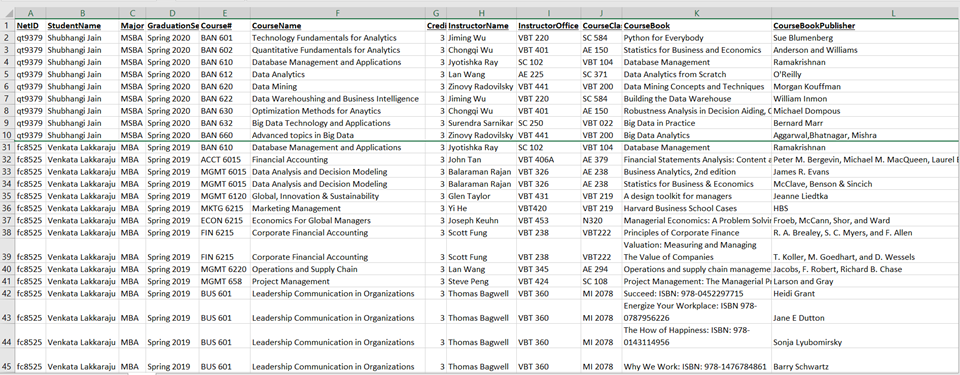 A B C D E F G H I J K L
1 NetID StudentName Major GraduationSe Course# CourseName Credi InstructorName InstructorOffice CourseCla CourseBook CourseBookPublisher
2 qt9379 Shubhangi Jain MSBA Spring 2020 BAN 601 Technology Fundamentals for Analytics 3 Jiming Wu VBT 220 SC 584 Python for Everybody Sue Blumenberg
3 qt9379 Shubhangi Jain MSBA Spring 2020 BAN 602 Quantitative Fundamentals for Analytics 3 Chongqi Wu VBT 401 AE 150 Statistics for Business and Economics Anderson and Williams
4 qt9379 Shubhangi Jain MSBA Spring 2020 BAN 610 Database Management and Applications 3 Jyotishka Ray SC 102 VBT 104 Database Management Ramakrishnan
5 qt9379 Shubhangi Jain MSBA Spring 2020 BAN 612 Data Analytics 3 Lan Wang AE 225 SC 371 Data Analytics from Scratch O'Reilly
6 qt9379 Shubhangi Jain MSBA Spring 2020 BAN 620 Data Mining 3 Zinovy Radovilsky VBT 441 VBT 200 Data Mining Concepts and Techniques Morgan Kouffman
7 qt9379 Shubhangi Jain MSBA Spring 2020 BAN 622 Data Warehoushing and Business Intelligence 3 Jiming Wu VBT 220 SC 584 Building the Data Warehouse William Inmon
8 qt9379 Shubhangi Jain MSBA Spring 2020 BAN 630 Optimization Methods for Anaytics 3 Chongqi Wu VBT 401 AE 150 Robustness Analysis in Decision Aiding, C Michael Dompous
9 qt9379 Shubhangi Jain MSBA Spring 2020 BAN 632 Big Data Technology and Applications 3 Surendra Sarnikar SC 250 VBT 022 Big Data in Practice Bernard Marr
10 qt9379 Shubhangi Jain MSBA Spring 2020 BAN 660 Advanced topics in Big Data 3 Zinovy Radovilsky VBT 441 VBT 200 Big Data Analytics Aggarwal,Bhatnagar, Mishra
31 fc8525 Venkata Lakkaraju MBA Spring 2019 BAN 610 Database Management and Applications 3 Jyotishka Ray SC 102 VBT 104 Database Management Ramakrishnan
32 fc8525 Venkata Lakkaraju MBA Spring 2019 ACCT 6015 Financial Accounting 3 John Tan VBT 406A AE 379 Financial Statements Analysis: Content a Peter M. Bergevin, Michael M. MacQueen, Laurel
33 fc8525 Venkata Lakkaraju MBA Spring 2019 MGMT 6015 Data Analysis and Decision Modeling 3 Balaraman Rajan VBT 326 AE 238 Business Analytics, 2nd edition James R. Evans
34 fc8525 Venkata Lakkaraju MBA Spring 2019 MGMT 6015 Data Analysis and Decision Modeling 3 Balaraman Rajan VBT 326 AE 238 Statistics for Business & Economics McClave, Benson & Sincich
35 fc8525 Venkata Lakkaraju MBA Spring 2019 MGMT 6120 Global, Innovation & Sustainability 3 Glen Taylor VBT 431 VBT 219 A design toolkit for managers Jeanne Liedtka
36 fc8525 Venkata Lakkaraju MBA Spring 2019 MKTG 6215 Marketing Management 3 Yi He VBT420 VBT 219 Harvard Business School Cases HBS
37 fc8525 Venkata Lakkaraju MBA Spring 2019 ECON 6215 Economics For Global Managers 3 Joseph Keuhn VBT 453 N320 Managerial Economics: A Problem Solvir Froeb, McCann, Shor, and Ward
38 fc8525 Venkata Lakkaraju MBA Spring 2019 FIN 6215 Corporate Financial Accounting 3 Scott Fung VBT 238 VBT222 Principles of Corporate Finance R. A. Brealey, S. C. Myers, and F. Allen
Valuation: Measuring and Managing
39 fc8525 Venkata Lakkaraju MBA Spring 2019 FIN 6215 Corporate Financial Accounting 3 Scott Fung VBT 238 VBT222 The Value of Companies T. Koller, M. Goedhart, and D. Wessels
40 fc8525 Venkata Lakkaraju MBA Spring 2019 MGMT 6220 Operations and Supply Chain 3 Lan Wang VBT 345 AE 294 Operations and supply chain manageme Jacobs, F. Robert, Richard B. Chase
41 fc8525 Venkata Lakkaraju MBA Spring 2019 MGMT 658 Project Management 3 Steve Peng VBT 424 SC 108 Project Management: The Managerial Pr Larson and Gray
42 fc8525 Venkata Lakkaraju MBA Spring 2019 BUS 601 Leadership Communication in Organizations 3 Thomas Bagwell VBT 360 MI 2078 Succeed: ISBN: 978-0452297715 Heidi Grant
Energize Your Workplace: ISBN 978-
43 fc8525 Venkata Lakkaraju MBA Spring 2019 BUS 601 Leadership Communication in Organizations 3 Thomas Bagwell VBT 360 MI 2078 0787956226 Jane E Dutton
The How of Happiness: ISBN: 978-
44 fc8525 Venkata Lakkaraju MBA Spring 2019 BUS 601 Leadership Communication in Organizations 3 Thomas Bagwell VBT 360 MI 2078 0143114956 Sonja Lyubomirsky
45 fc8525 Venkata Lakkaraju MBA Spring 2019 BUS 601 Leadership Communication in Organizations 3 Thomas Bagwell VBT 360 MI 2078 Why We Work: ISBN: 978-1476784861 Barry Schwartz